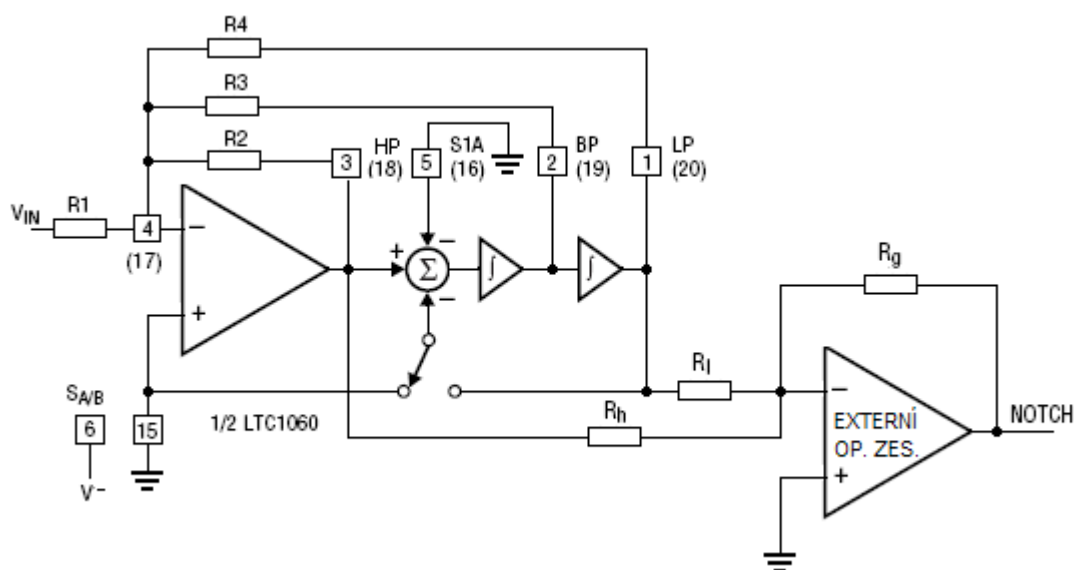 R4
R3
R2
HP
(18)
S1A
(16)
BP
(19)
LP
(20)
3
5
2
1
VIN
R1
4
(17)
−
+
+
−
Σ
−
∫
∫
Rg
Rl
Rh
SA/B
6
V−
15
1/2 LTC1060
−
EXTERNÍ
OP. ZES.
+
NOTCH